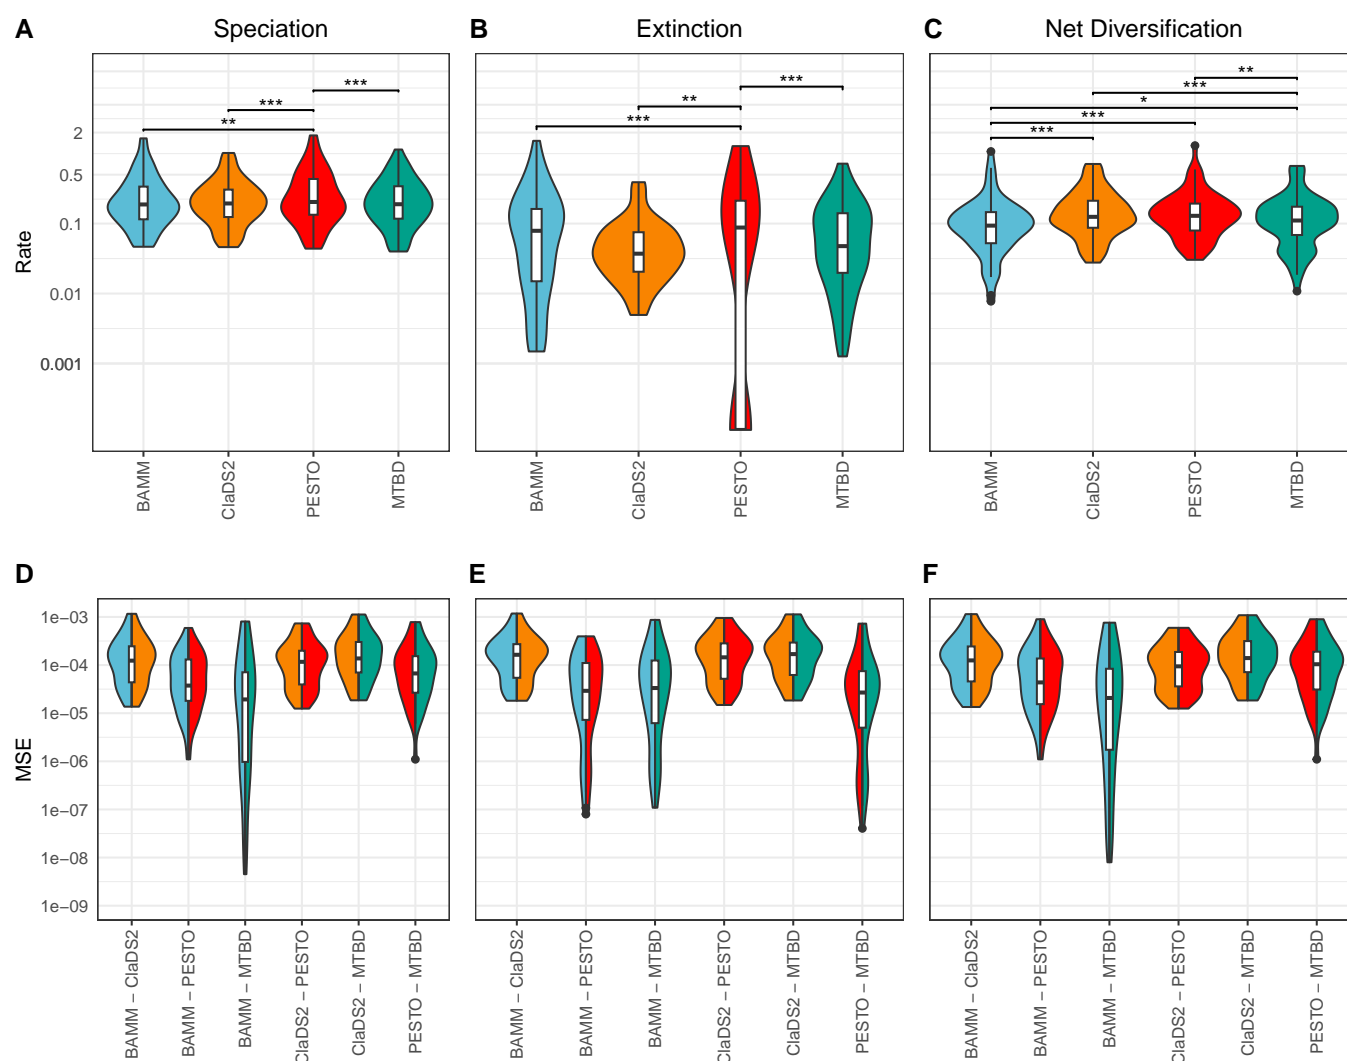 A Speciation
B Extinction
C Net Diversification
Rate
2
0.5
0.1
0.01
0.001
** *** ***
*** ** ***
*** *** * *** **
BAMM ClaDS2 PESTO MTBD
BAMM ClaDS2 PESTO MTBD
BAMM ClaDS2 PESTO MTBD
D
E
F
MSE
1e−03
1e−04
1e−05
1e−06
1e−07
1e−08
1e−09
BAMM − ClaDS2
BAMM − PESTO
BAMM − MTBD
ClaDS2 − PESTO
ClaDS2 − MTBD
PESTO − MTBD
BAMM − ClaDS2
BAMM − PESTO
BAMM − MTBD
ClaDS2 − PESTO
ClaDS2 − MTBD
PESTO − MTBD
BAMM − ClaDS2
BAMM − PESTO
BAMM − MTBD
ClaDS2 − PESTO
ClaDS2 − MTBD
PESTO − MTBD